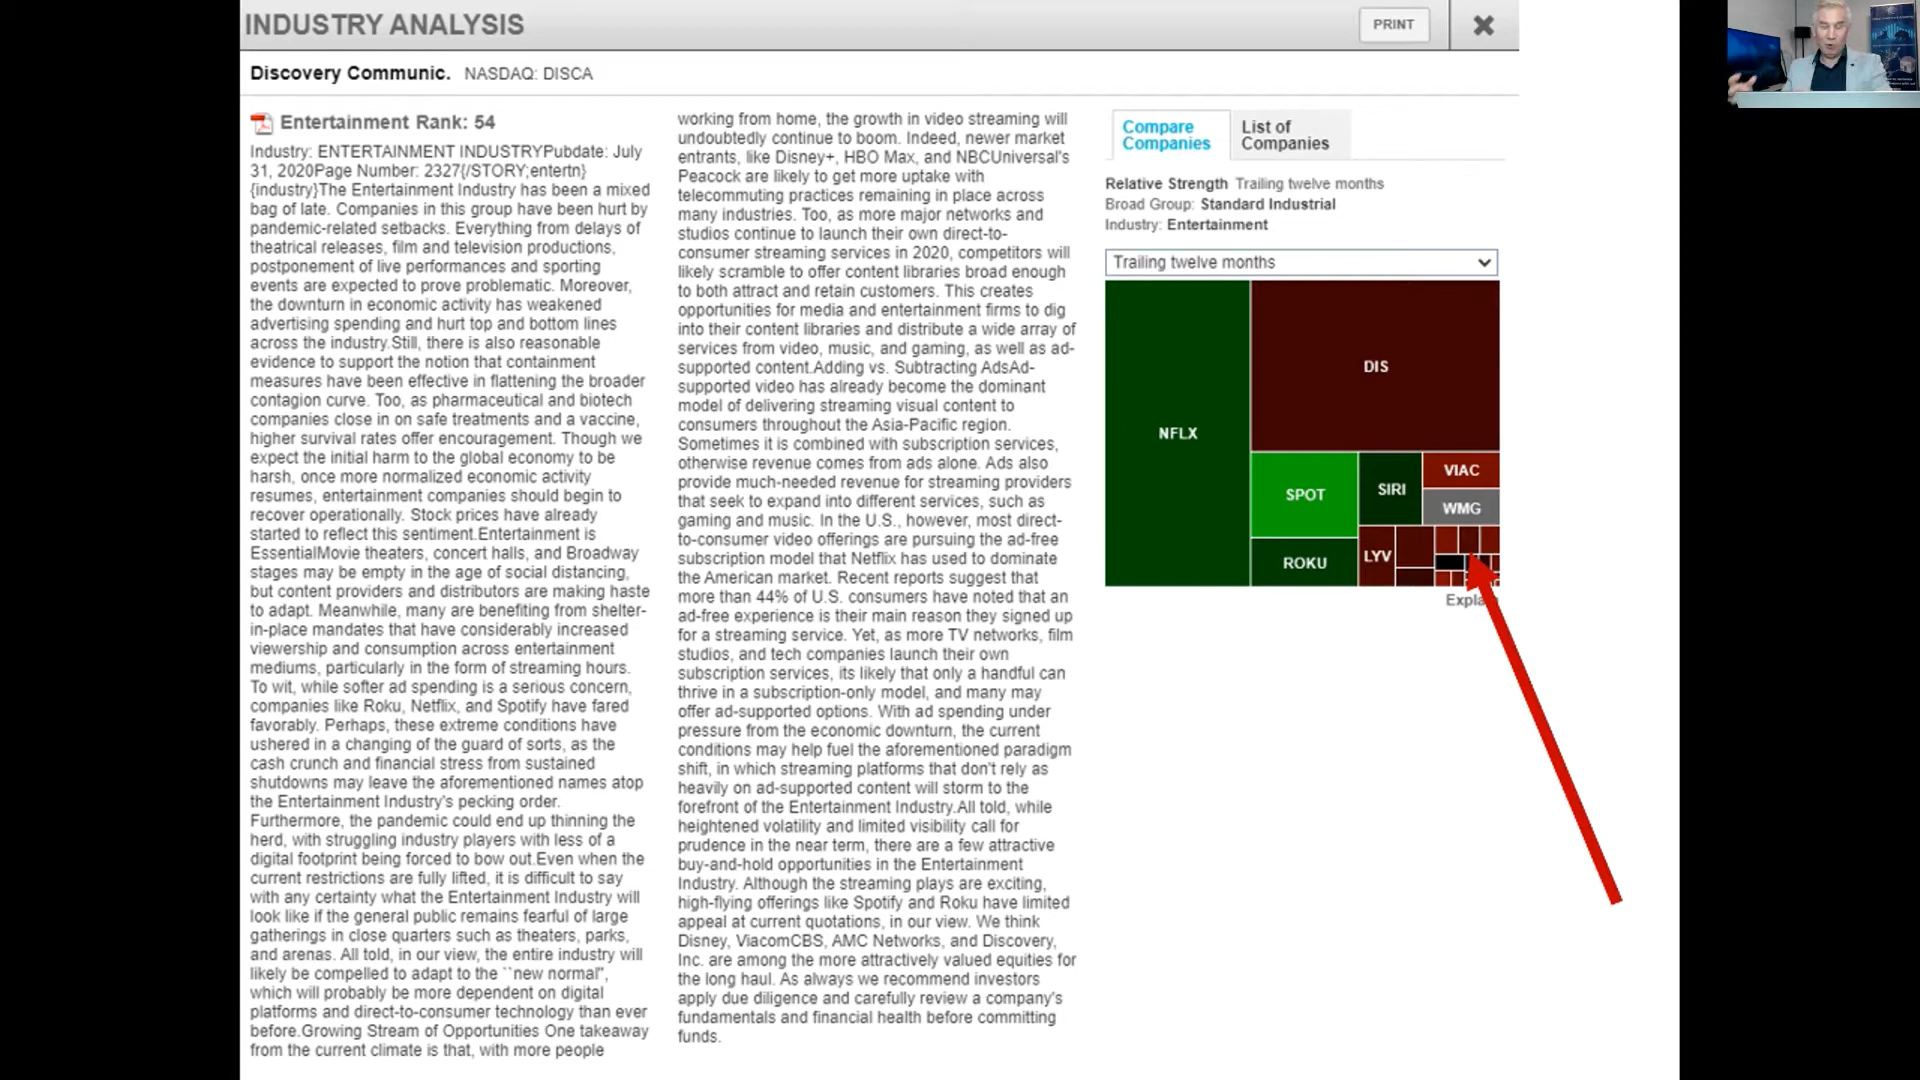 INDUSTRY ANALYSIS
PRINT
Discovery Communic. NASDAQ: DISCA
Entertainment Rank: 54
Industry: ENTERTAINMENT INDUSTRYPubdate: July
31, 2020Page Number: 2327{/STORY;entertn}
{industry}The Entertainment Industry has been a mixed
bag of late. Companies in this group have been hurt by
pandemic-related setbacks. Everything from delays of
theatrical releases, film and television productions,
postponement of live performances and sporting
events are expected to prove problematic. Moreover,
the downturn in economic activity has weakened
advertising spending and hurt top and bottom lines
across the industry.Still, there is also reasonable
evidence to support the notion that containment
measures have been effective in flattening the broader
contagion curve. Too, as pharmaceutical and biotech
companies close in on safe treatments and a vaccine,
higher survival rates offer encouragement. Though we
expect the initial harm to the global economy to be
harsh, once more normalized economic activity
resumes, entertainment companies should begin to
recover operationally. Stock prices have already
started to reflect this sentiment.Entertainment is
EssentialMovie theaters, concert halls, and Broadway
stages may be empty in the age of social distancing,
but content providers and distributors are making haste
to adapt. Meanwhile, many are benefiting from shelter-
in-place mandates that have considerably increased
viewership and consumption across entertainment
mediums, particularly in the form of streaming hours.
To wit, while softer ad spending is a serious concern,
companies like Roku, Netflix, and Spotify have fared
favorably. Perhaps, these extreme conditions have
ushered in a changing of the guard of sorts, as the
cash crunch and financial stress from sustained
shutdowns may leave the aforementioned names atop
the Entertainment Industry's pecking order.
Furthermore, the pandemic could end up thinning the
herd, with struggling industry players with less of a
digital footprint being forced to bow out.Even when the
current restrictions are fully lifted, it is difficult to say
with any certainty what the Entertainment Industry will
look like if the general public remains fearful of large
gatherings in close quarters such as theaters, parks,
and arenas. All told, in our view, the entire industry will
likely be compelled to adapt to the ``new normal'',
which will probably be more dependent on digital
platforms and direct-to-consumer technology than ever
before.Growing Stream of Opportunities One takeaway
from the current climate is that, with more people
working from home, the growth in video streaming will
undoubtedly continue to boom. Indeed, newer market
entrants, like Disney+, HBO Max, and NBCUniversal's
Peacock are likely to get more uptake with
telecommuting practices remaining in place across
many industries. Too, as more major networks and
studios continue to launch their own direct-to-
consumer streaming services in 2020, competitors will
likely scramble to offer content libraries broad enough
to both attract and retain customers. This creates
opportunities for media and entertainment firms to dig
into their content libraries and distribute a wide array of
services from video, music, and gaming, as well as ad-
supported content.Adding vs. Subtracting AdsAd-
supported video has already become the dominant
model of delivering streaming visual content to
consumers throughout the Asia-Pacific region.
Sometimes it is combined with subscription services,
otherwise revenue comes from ads alone. Ads also
provide much-needed revenue for streaming providers
that seek to expand into different services, such as
gaming and music. In the U.S., however, most direct-
to-consumer video offerings are pursuing the ad-free
subscription model that Netflix has used to dominate
the American market. Recent reports suggest that
more than 44% of U.S. consumers have noted that an
ad-free experience is their main reason they signed up
for a streaming service. Yet, as more TV networks, film
studios, and tech companies launch their own
subscription services, its likely that only a handful can
thrive in a subscription-only model, and many may
offer ad-supported options. With ad spending under
pressure from the economic downturn, the current
conditions may help fuel the aforementioned paradigm
shift, in which streaming platforms that don't rely as
heavily on ad-supported content will storm to the
forefront of the Entertainment Industry.All told, while
heightened volatility and limited visibility call for
prudence in the near term, there are a few attractive
buy-and-hold opportunities in the Entertainment
Industry. Although the streaming plays are exciting,
high-flying offerings like Spotify and Roku have limited
appeal at current quotations, in our view. We think
Disney, ViacomCBS, AMC Networks, and Discovery,
Inc. are among the more attractively valued equities for
the long haul. As always we recommend investors
apply due diligence and carefully review a company's
fundamentals and financial health before committing
funds.
Compare
Companies
List of
Companies
Relative Strength Trailing twelve months
Broad Group: Standard Industrial
Industry: Entertainment
Trailing twelve months
NFLX
DIS
SPOT
SIRI
VIAC
WMG
ROKU
LYV